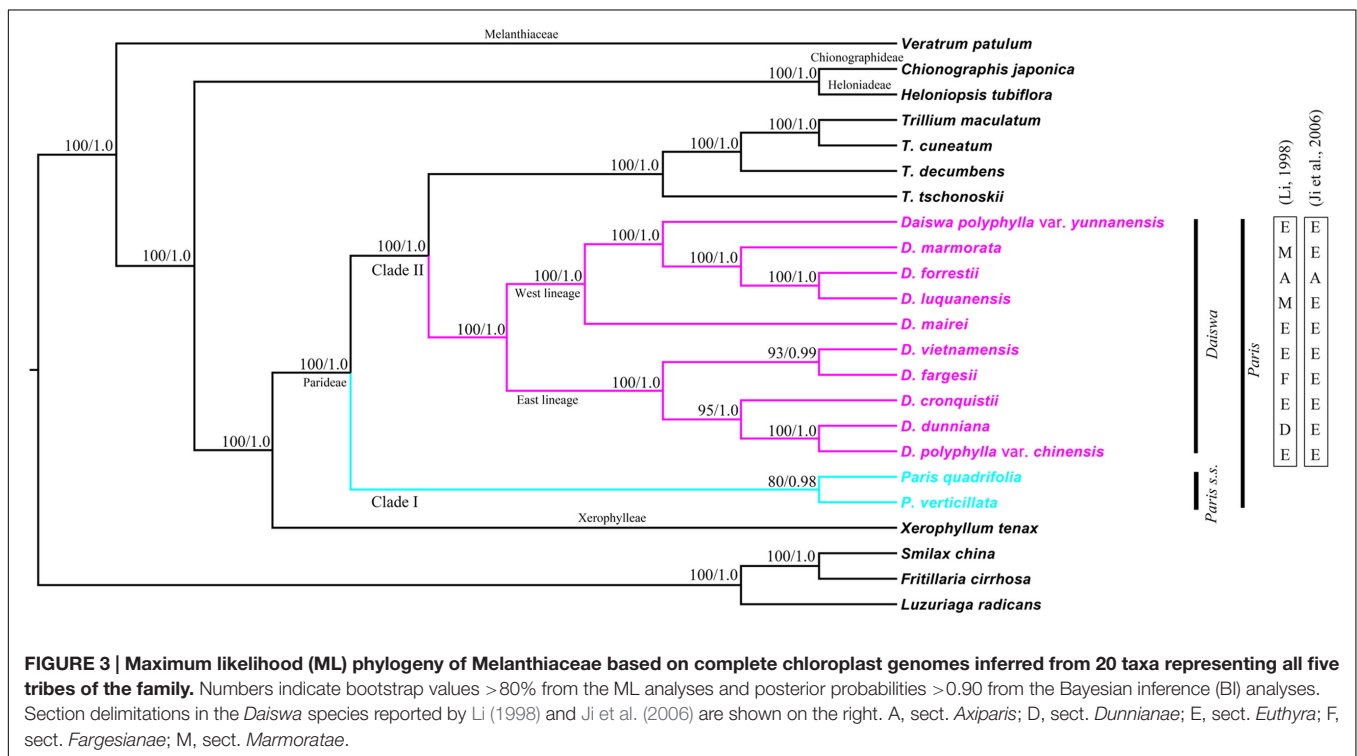 Melanthiaceae
Veratrum patulum
Chionographideae
100/1.0
Chionographis japonica
Heloniadeae
Heloniopsis tubiflora
100/1.0
Trillium maculatum
100/1.0
T. cuneatum
100/1.0
T. decumbens
100/1.0
T. tschonoskii
(Li, 1998)
(Ji et al., 2006)
Daiswa polyphylla var. yunnanensis
E E
100/1.0
D. marmorata
M E
100/1.0
Clade II
100/1.0
D. forrestii
A A
100/1.0
West lineage
100/1.0
D. luquanensis
M E
D. mairei
E E
100/1.0
D. vietnamensis
E E
93/0.99
100/1.0
Parideae
D. fargesii
F E
East lineage
100/1.0
D. cronquistii
E E
95/1.0
D. dunniana
D E
100/1.0
D. polyphylla var. chinensis
E E
Daiswa
Paris
100/1.0
Paris quadrifolia
80/0.98
Clade I
P. verticillata
Paris s.s.
Xerophylleae
Xerophyllum tenax
Smilax china
100/1.0
Fritillaria cirrhosa
100/1.0
Luzuriaga radicans
FIGURE 3 | Maximum likelihood (ML) phylogeny of Melanthiaceae based on complete chloroplast genomes inferred from 20 taxa representing all five
tribes of the family. Numbers indicate bootstrap values >80% from the ML analyses and posterior probabilities >0.90 from the Bayesian inference (BI) analyses.
Section delimitations in the Daiswa species reported by Li (1998) and Ji et al. (2006) are shown on the right. A, sect. Axiparis; D, sect. Dunnianae; E, sect. Euthyra; F,
sect. Fargesianae; M, sect. Marmoratae.